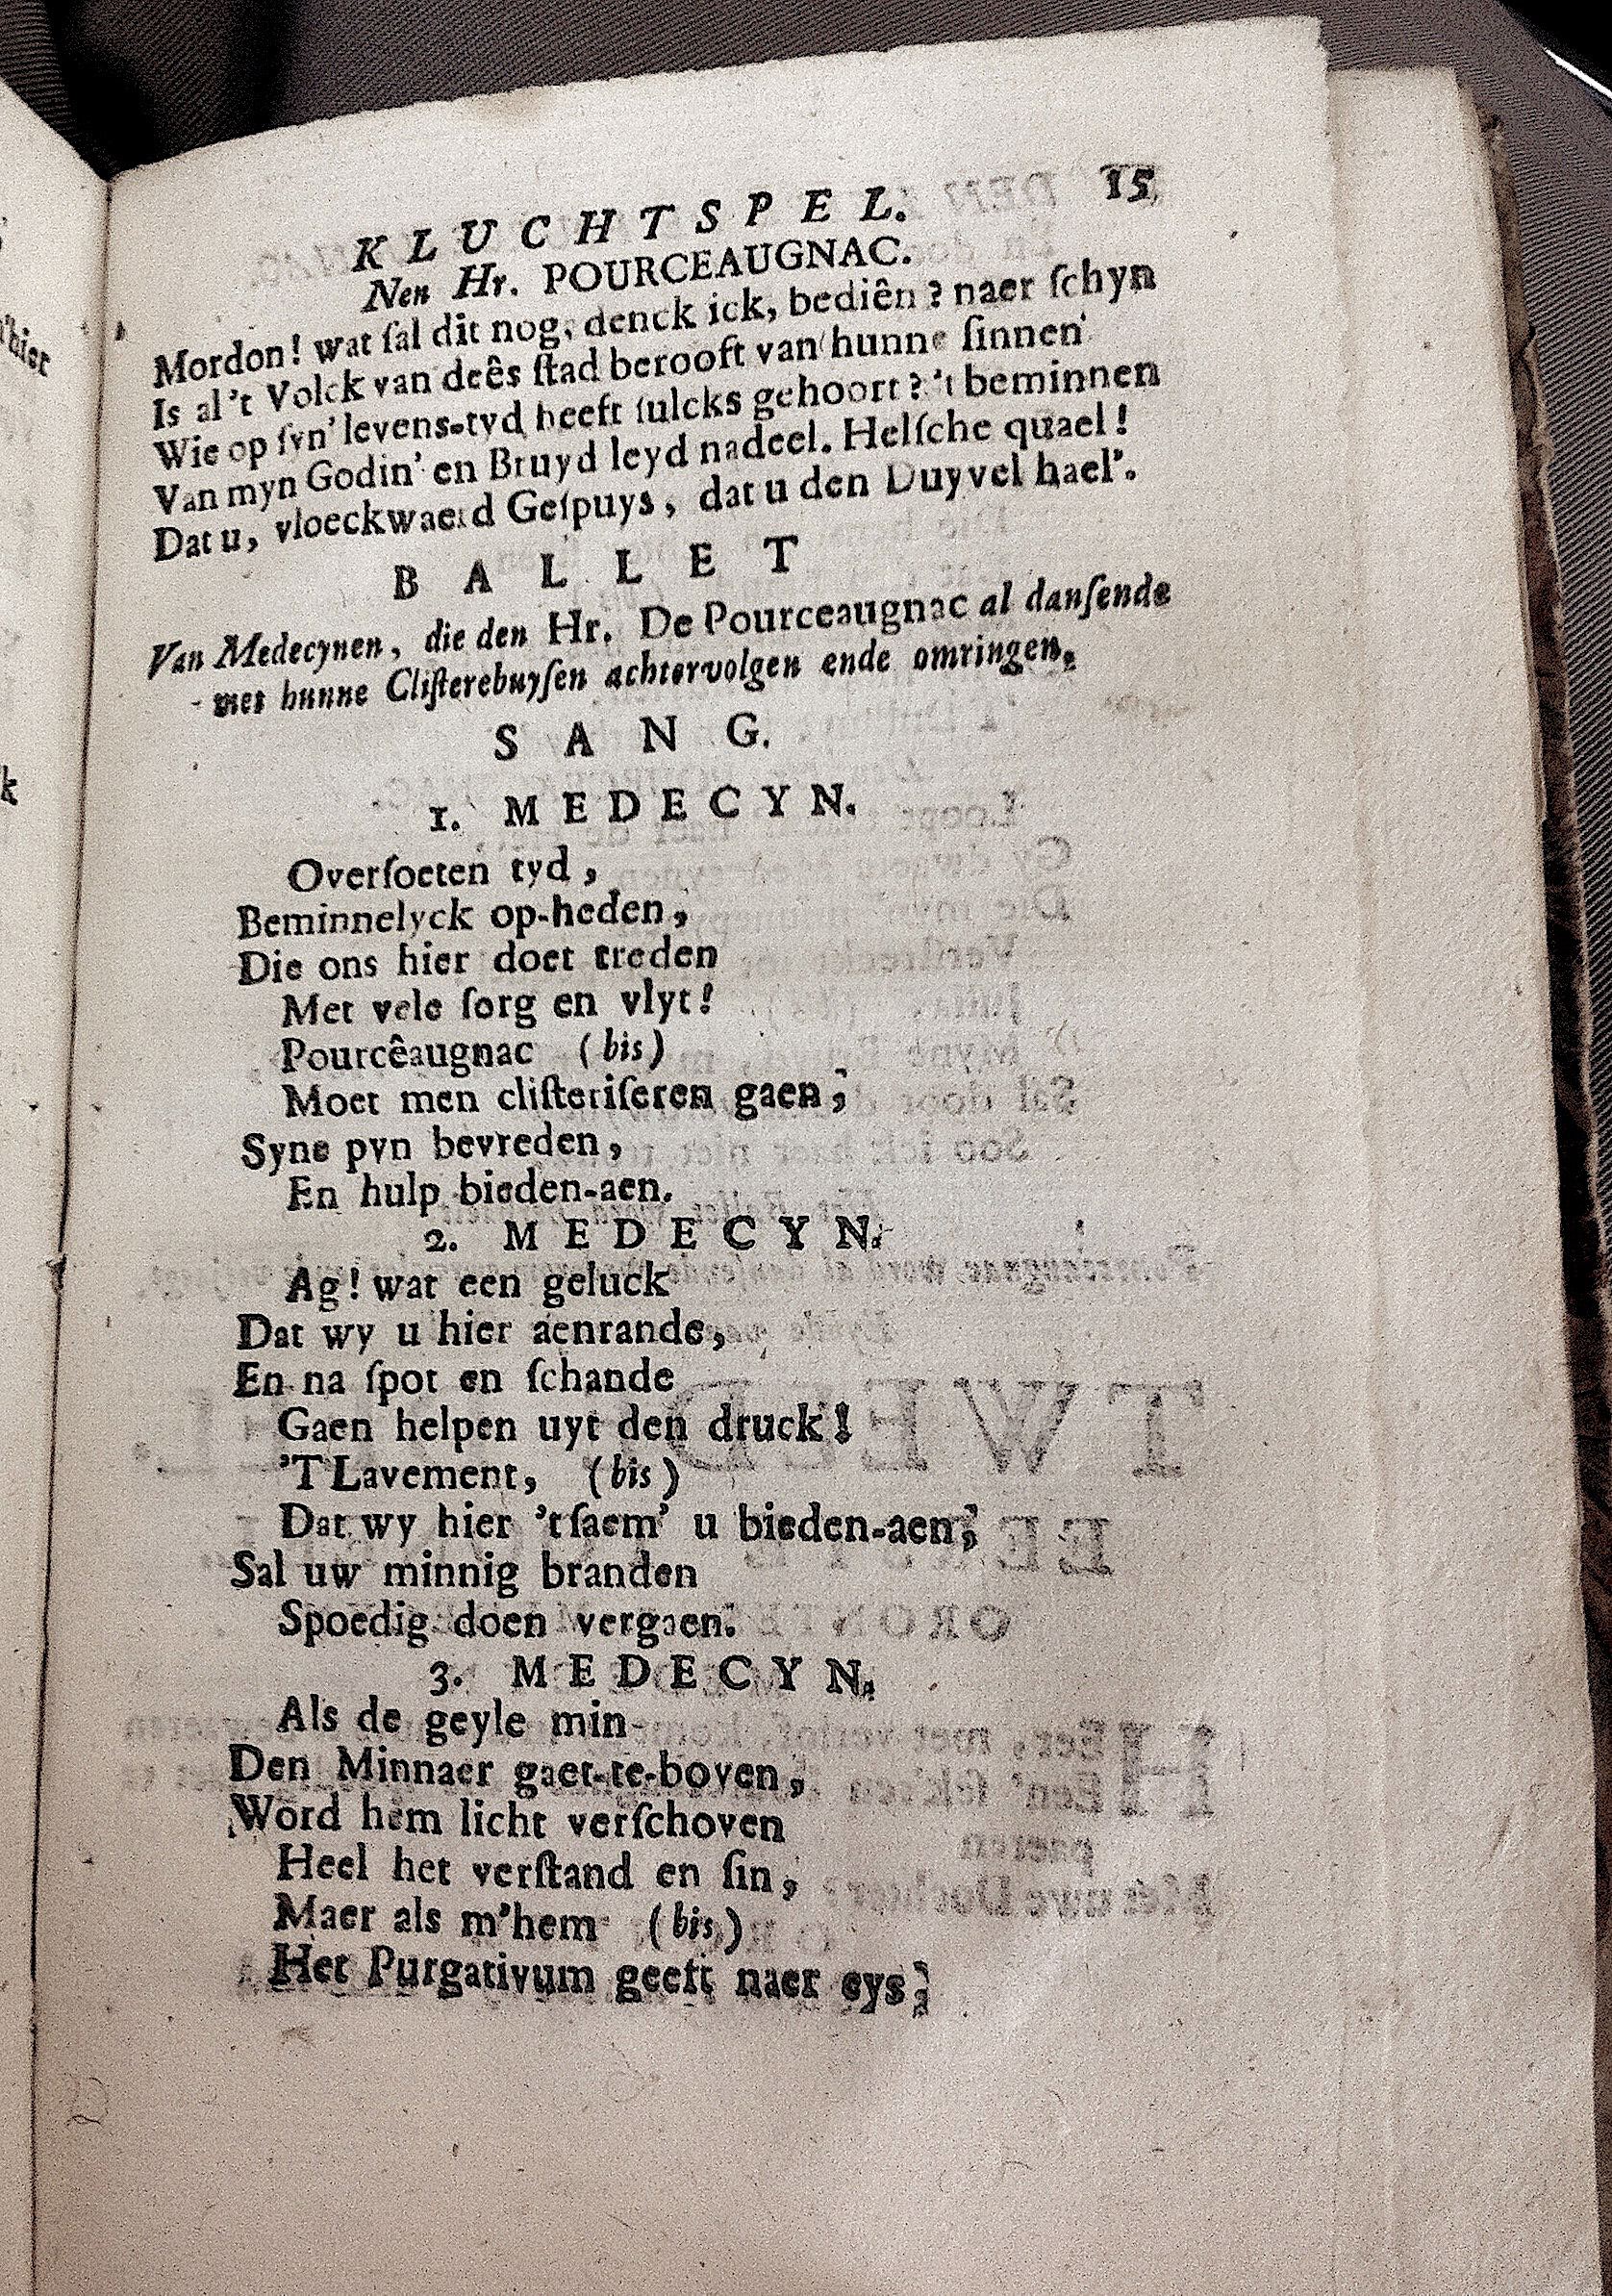 KLUCHTSPEL. 15
Nen Hr. POURCEAUGNAC.
Mordon! wat ſal dit nog, denck ick, bediên? naer ſchyn
Is al 't Volck van deês ſtad berooft van hunne ſinnen
Wie op ſyn' levens-tyd heeft ſulcks gehoort? 't beminnen
Van myn Godin' en Bruyd leyd nadeel. Helſche quael!
Dat u, vloeckwaerd Geſpuys, dat u den Duyvel hael'.
BALLET
Van Medecynen, die den Hr. De Pourceaugnac al danſende
met hunne Cliſterebuyſen achtervolgen ende omringen.
SANG.
1. MEDECYN.
Overſoeten tyd,
Beminnelyck op-heden,
Die ons hier doet treden
Met vele ſorg en vlyt!
Pourcêaugnac (bis)
Moet men cliſteriſeren gaen;
Syne pyn bevreden,
En hulp bieden-aen.
2. MEDECYN.
Ag! wat een geluck
Dat wy u hier aenrande,
En na ſpot en ſchande
Gaen helpen uyt den druck!
'T Lavement, (bis)
Dat wy hier 'tſaem' u bieden-aen;
Sal uw minnig branden
Spoedig doen vergaen.
3. MEDECYN.
Als de geyle min
Den Minnaer gaet-te-boven,
Word hem licht verſchoven
Heel het verſtand en ſin,
Maer als m'hem (bis)
Het Purgativum geeft naer eys;